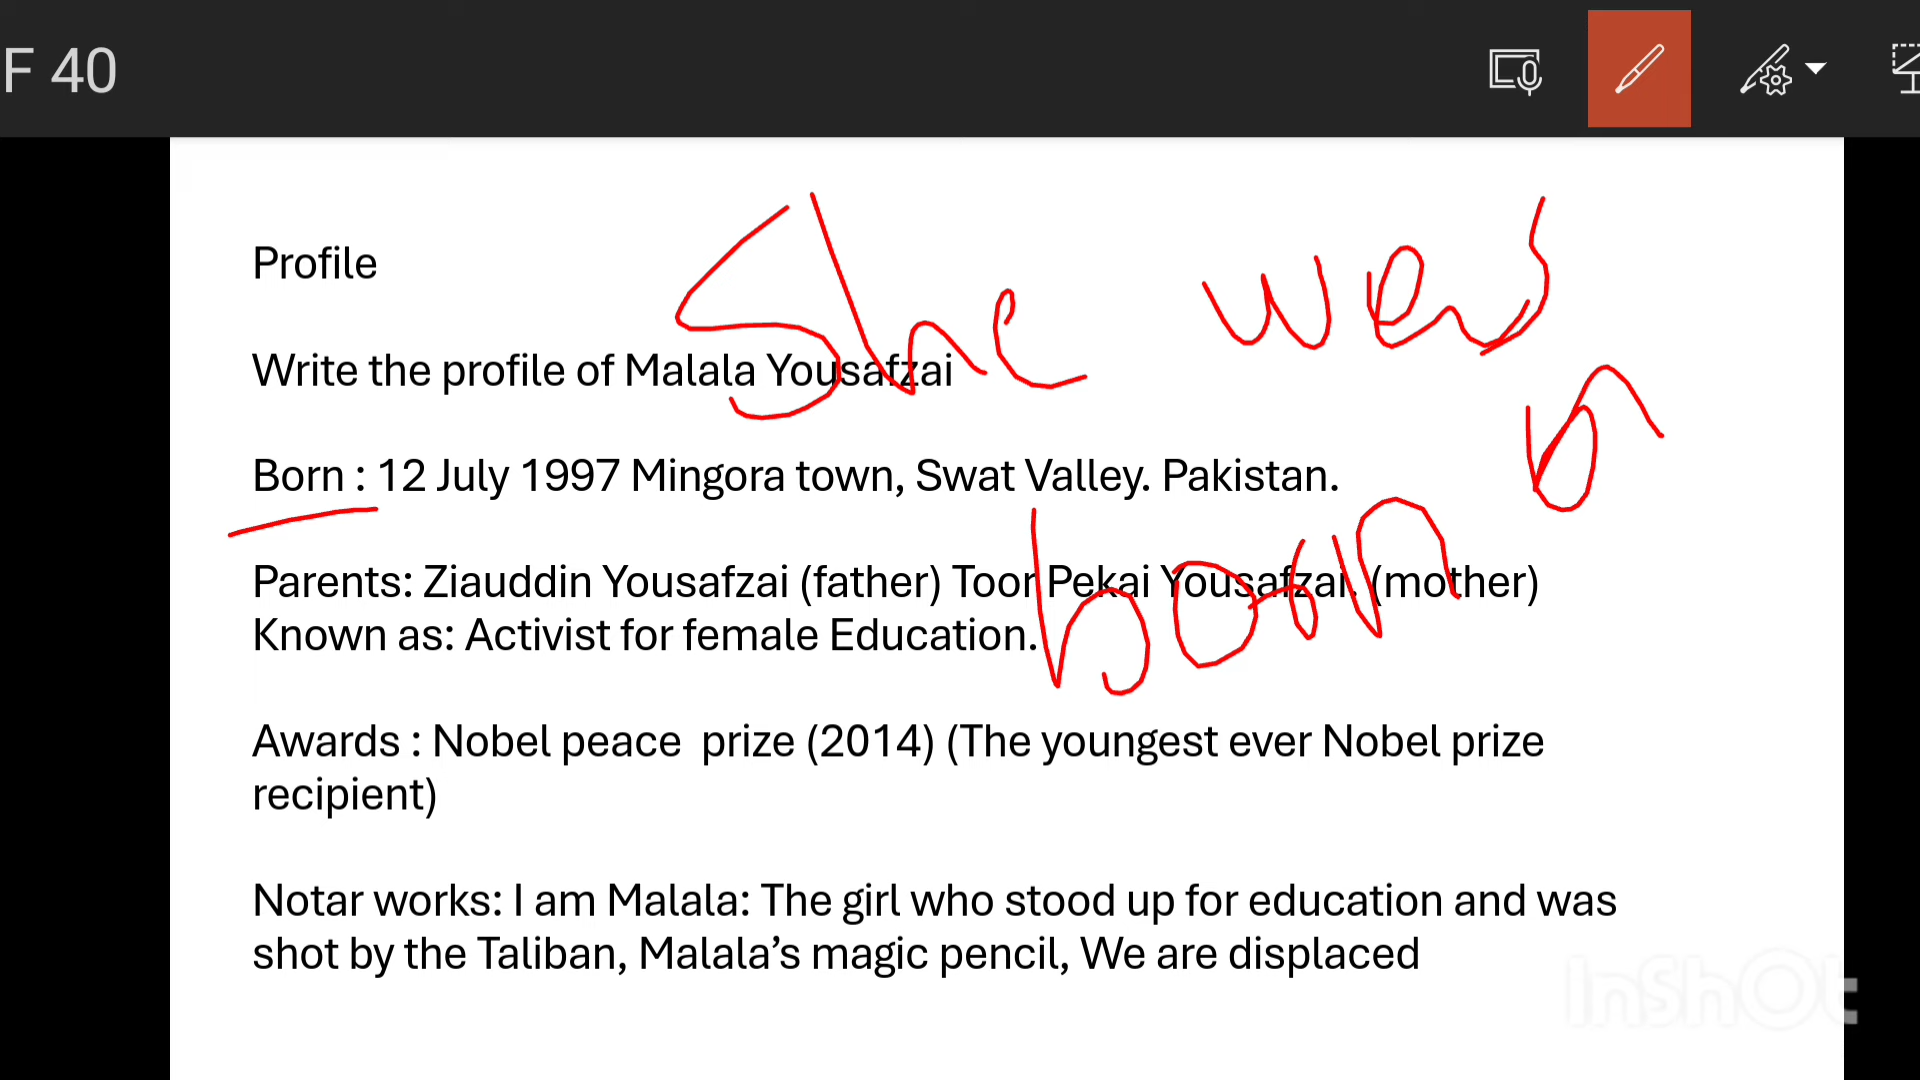 F 40
She was
Profile
Write the profile of Malala Yousafzai
Born : 12 July 1997 Mingora town, Swat Valley. Pakistan.
born
Parents: Ziauddin Yousafzai (father) Toor Pekai Yousafzai. (mother)
Known as: Activist for female Education.
Awards : Nobel peace prize (2014) (The youngest ever Nobel prize
recipient)
Notar works: I am Malala: The girl who stood up for education and was
shot by the Taliban, Malala’s magic pencil, We are displaced
InShOt